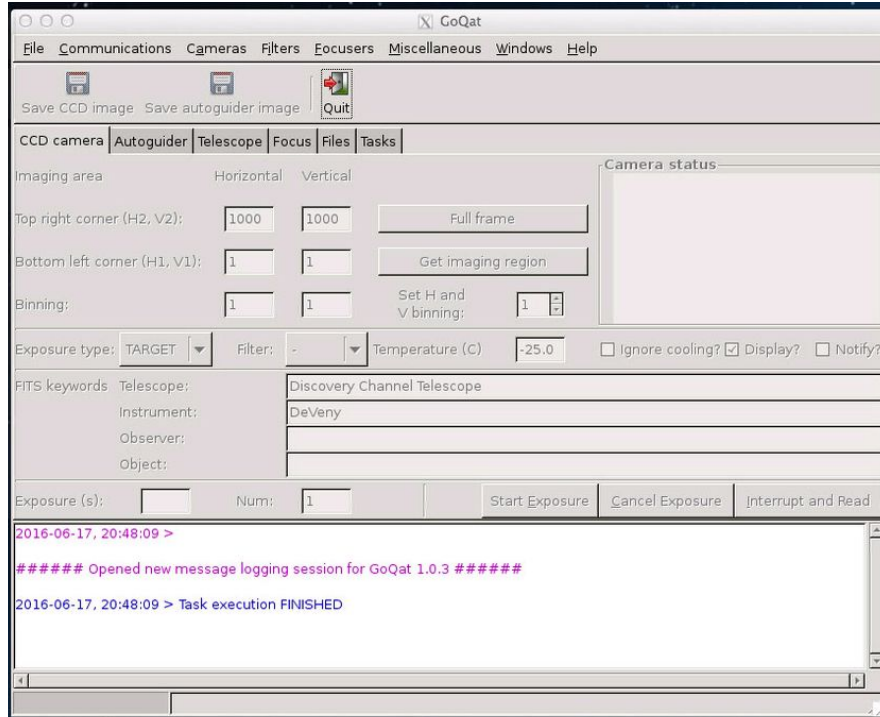 GoQat
File Communications Cameras Filters Focusers Miscellaneous Windows Help
Save CCD image Save autoguider image Quit
CCD camera Autoguider Telescope Focus Files Tasks
Camera status
Imaging area Horizontal Vertical
Top right corner (H2, V2): 1000 1000 Full frame
Bottom left corner (H1, V1): 1 1 Get imaging region
Binning: 1 1 Set H and V binning: 1
Exposure type: TARGET Filter: - Temperature (C) -25.0 Ignore cooling? Display? Notify?
FITS keywords Telescope: Discovery Channel Telescope
Instrument: DeVeny
Observer:
Object:
Exposure (s): Num: 1 Start Exposure Cancel Exposure Interrupt and Read
2016-06-17, 20:48:09 >
###### Opened new message logging session for GoQat 1.0.3 ######
2016-06-17, 20:48:09 > Task execution FINISHED